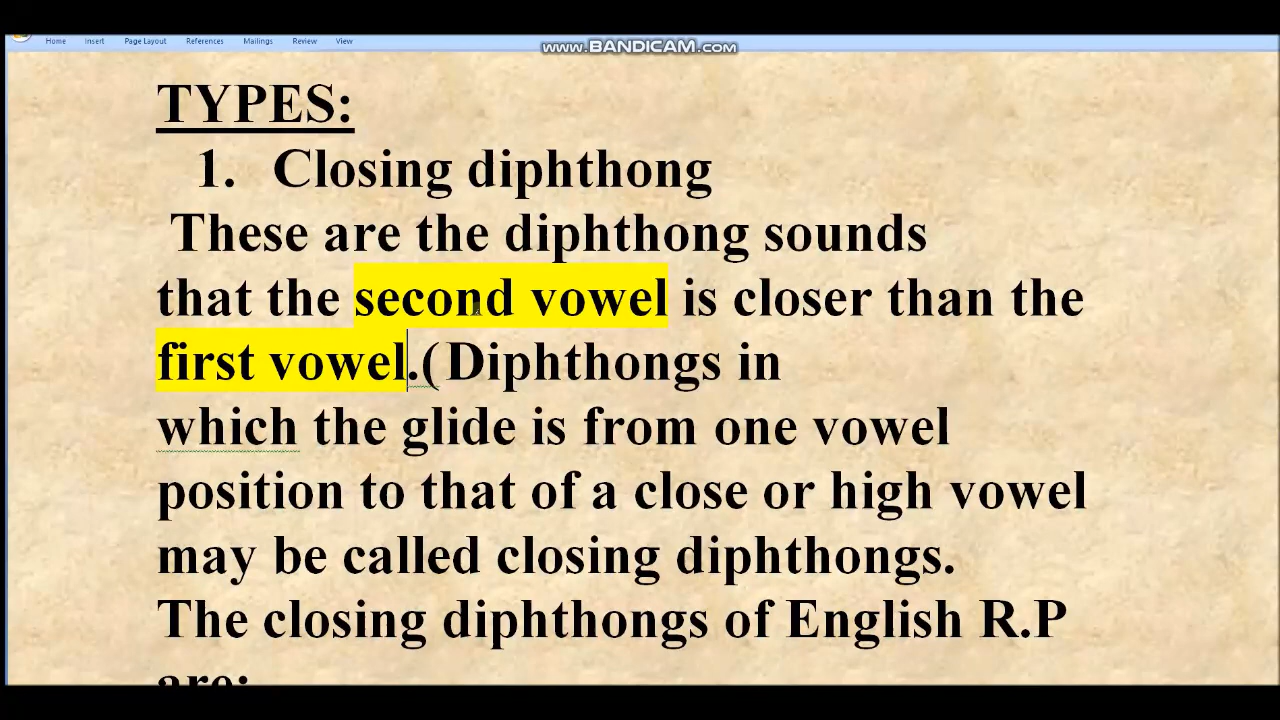 Home Insert Page Layout References Mailings Review View
www.BANDICAM.com
TYPES:
1. Closing diphthong
These are the diphthong sounds
that the second vowel is closer than the
first vowel.(Diphthongs in
which the glide is from one vowel
position to that of a close or high vowel
may be called closing diphthongs.
The closing diphthongs of English R.P
are: